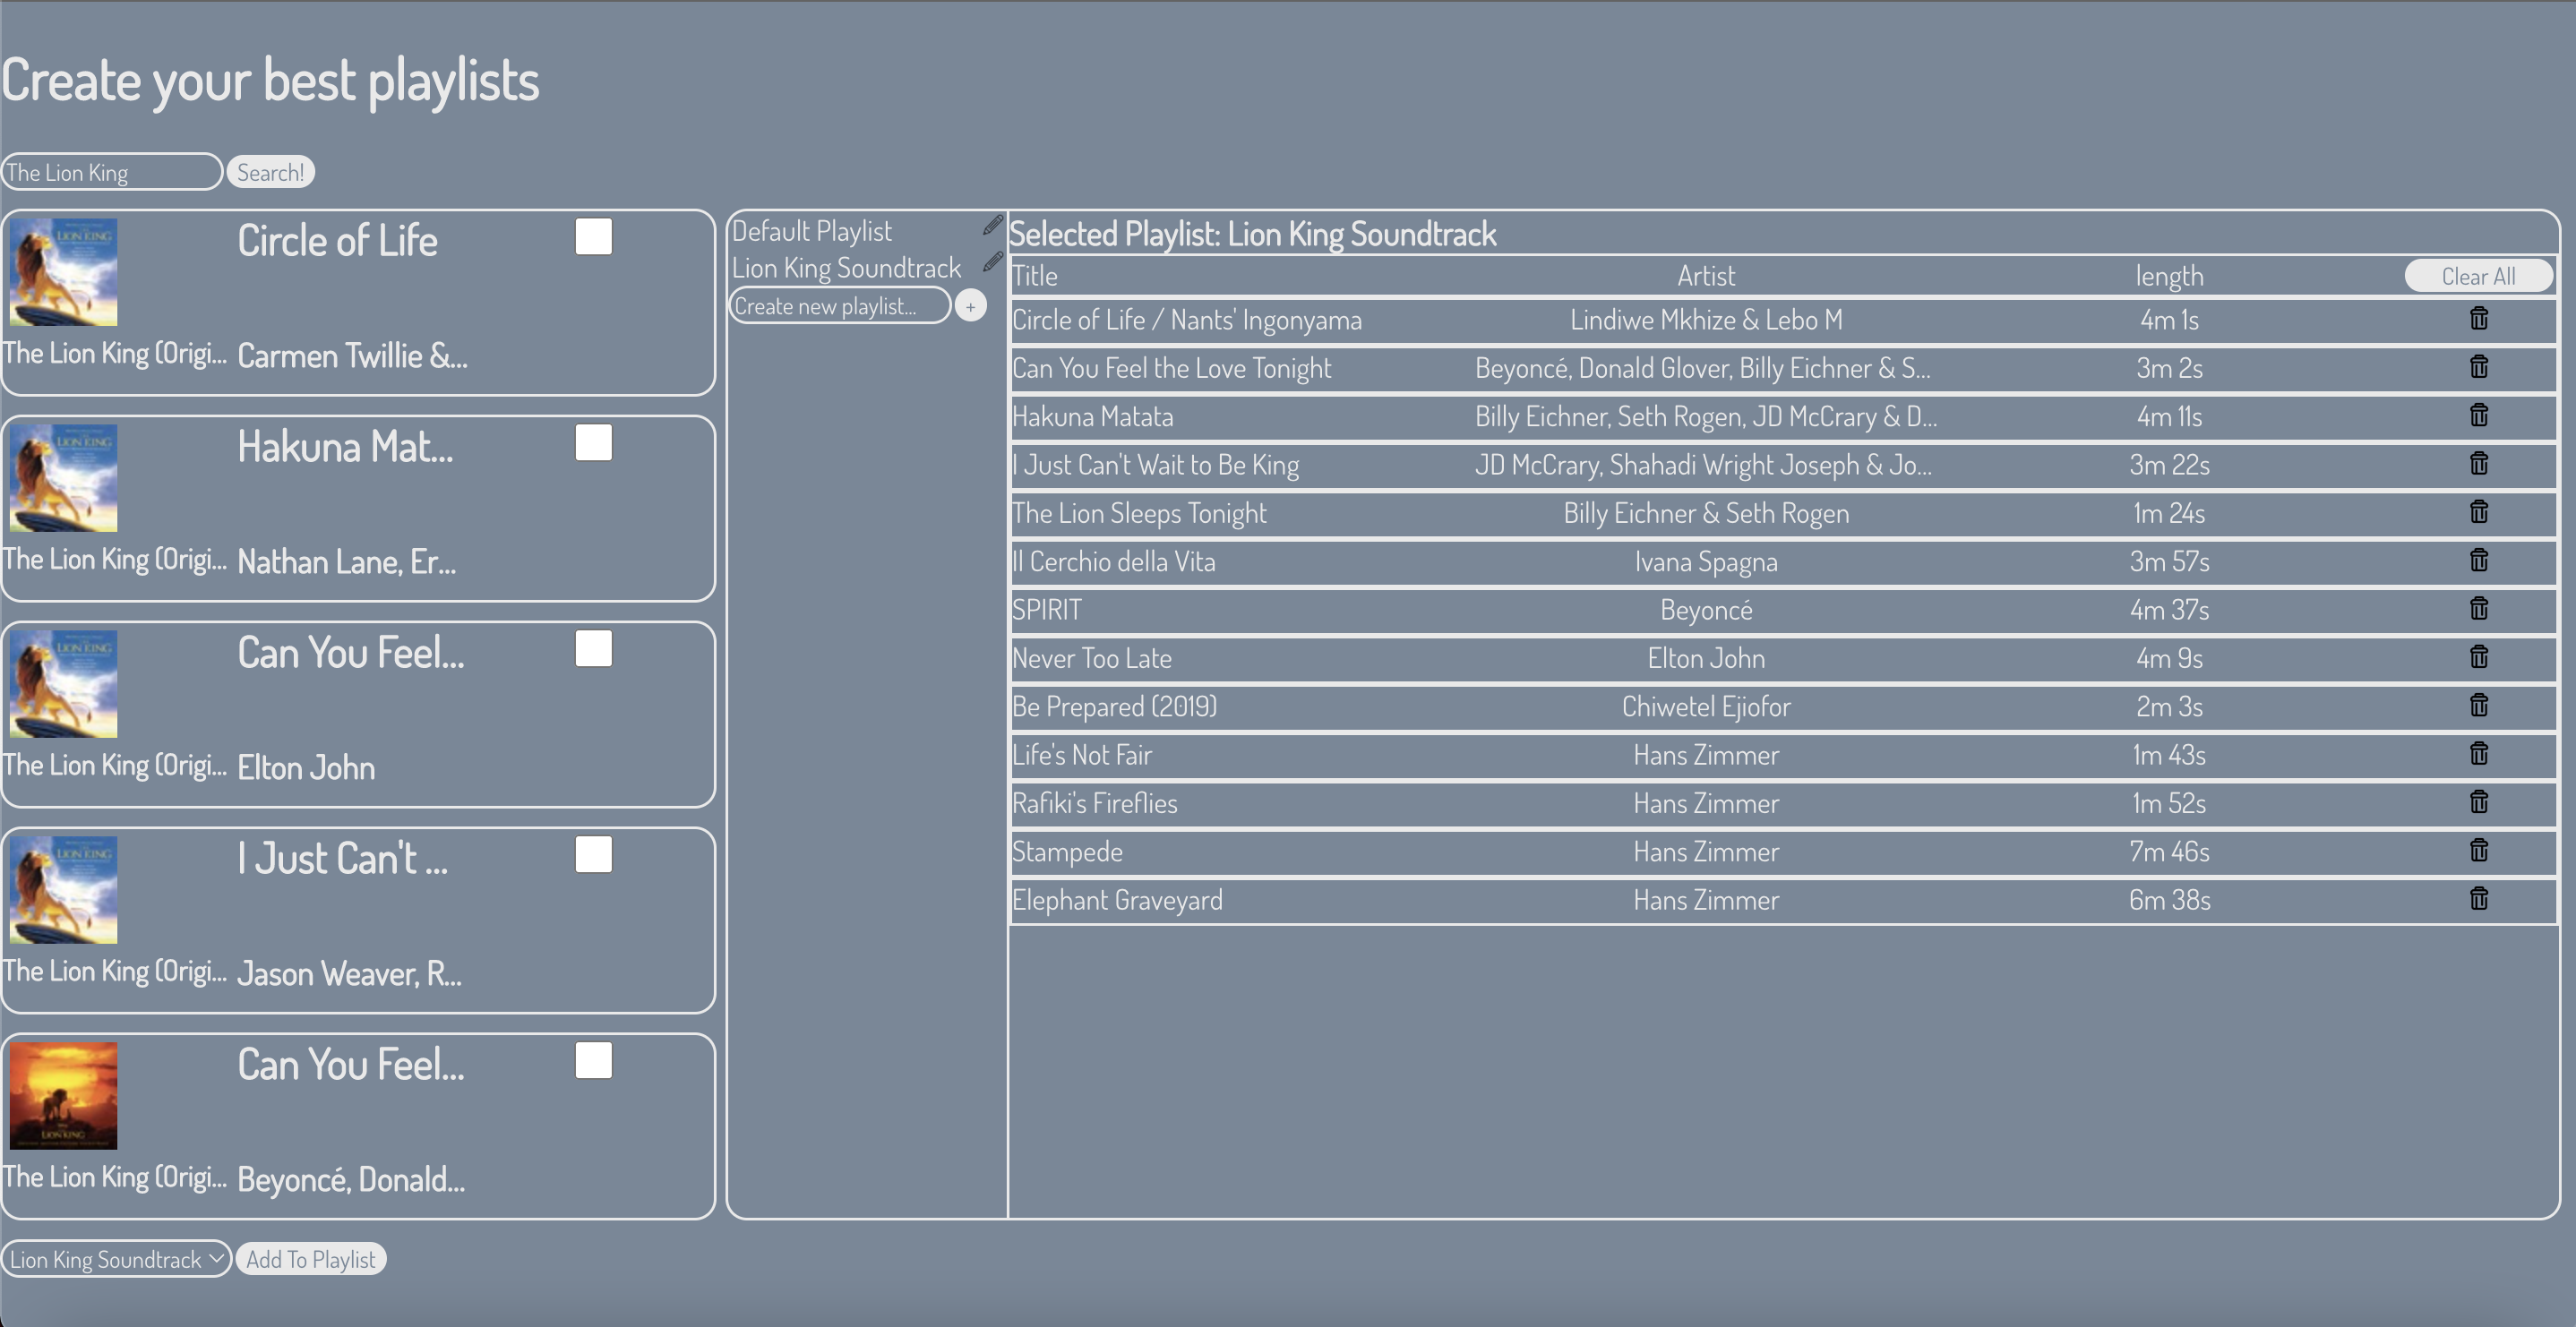 Create your best playlists
The Lion King
Search!
Circle of Life
The Lion King (Origi...
Carmen Twillie &...
Hakuna Mat...
The Lion King (Origi...
Nathan Lane, Er...
Can You Feel...
The Lion King (Origi...
Elton John
I Just Can't ...
The Lion King (Origi...
Jason Weaver, R...
Can You Feel...
The Lion King (Origi...
Beyoncé, Donald...
Lion King Soundtrack
Add To Playlist
Default Playlist
Lion King Soundtrack
Create new playlist...
+
Selected Playlist: Lion King Soundtrack
Title Artist length Clear All
Circle of Life / Nants' Ingonyama Lindiwe Mkhize & Lebo M 4m 1s
Can You Feel the Love Tonight Beyoncé, Donald Glover, Billy Eichner & S... 3m 2s
Hakuna Matata Billy Eichner, Seth Rogen, JD McCrary & D... 4m 11s
I Just Can't Wait to Be King JD McCrary, Shahadi Wright Joseph & Jo... 3m 22s
The Lion Sleeps Tonight Billy Eichner & Seth Rogen 1m 24s
Il Cerchio della Vita Ivana Spagna 3m 57s
SPIRIT Beyoncé 4m 37s
Never Too Late Elton John 4m 9s
Be Prepared (2019) Chiwetel Ejiofor 2m 3s
Life's Not Fair Hans Zimmer 1m 43s
Rafiki's Fireflies Hans Zimmer 1m 52s
Stampede Hans Zimmer 7m 46s
Elephant Graveyard Hans Zimmer 6m 38s